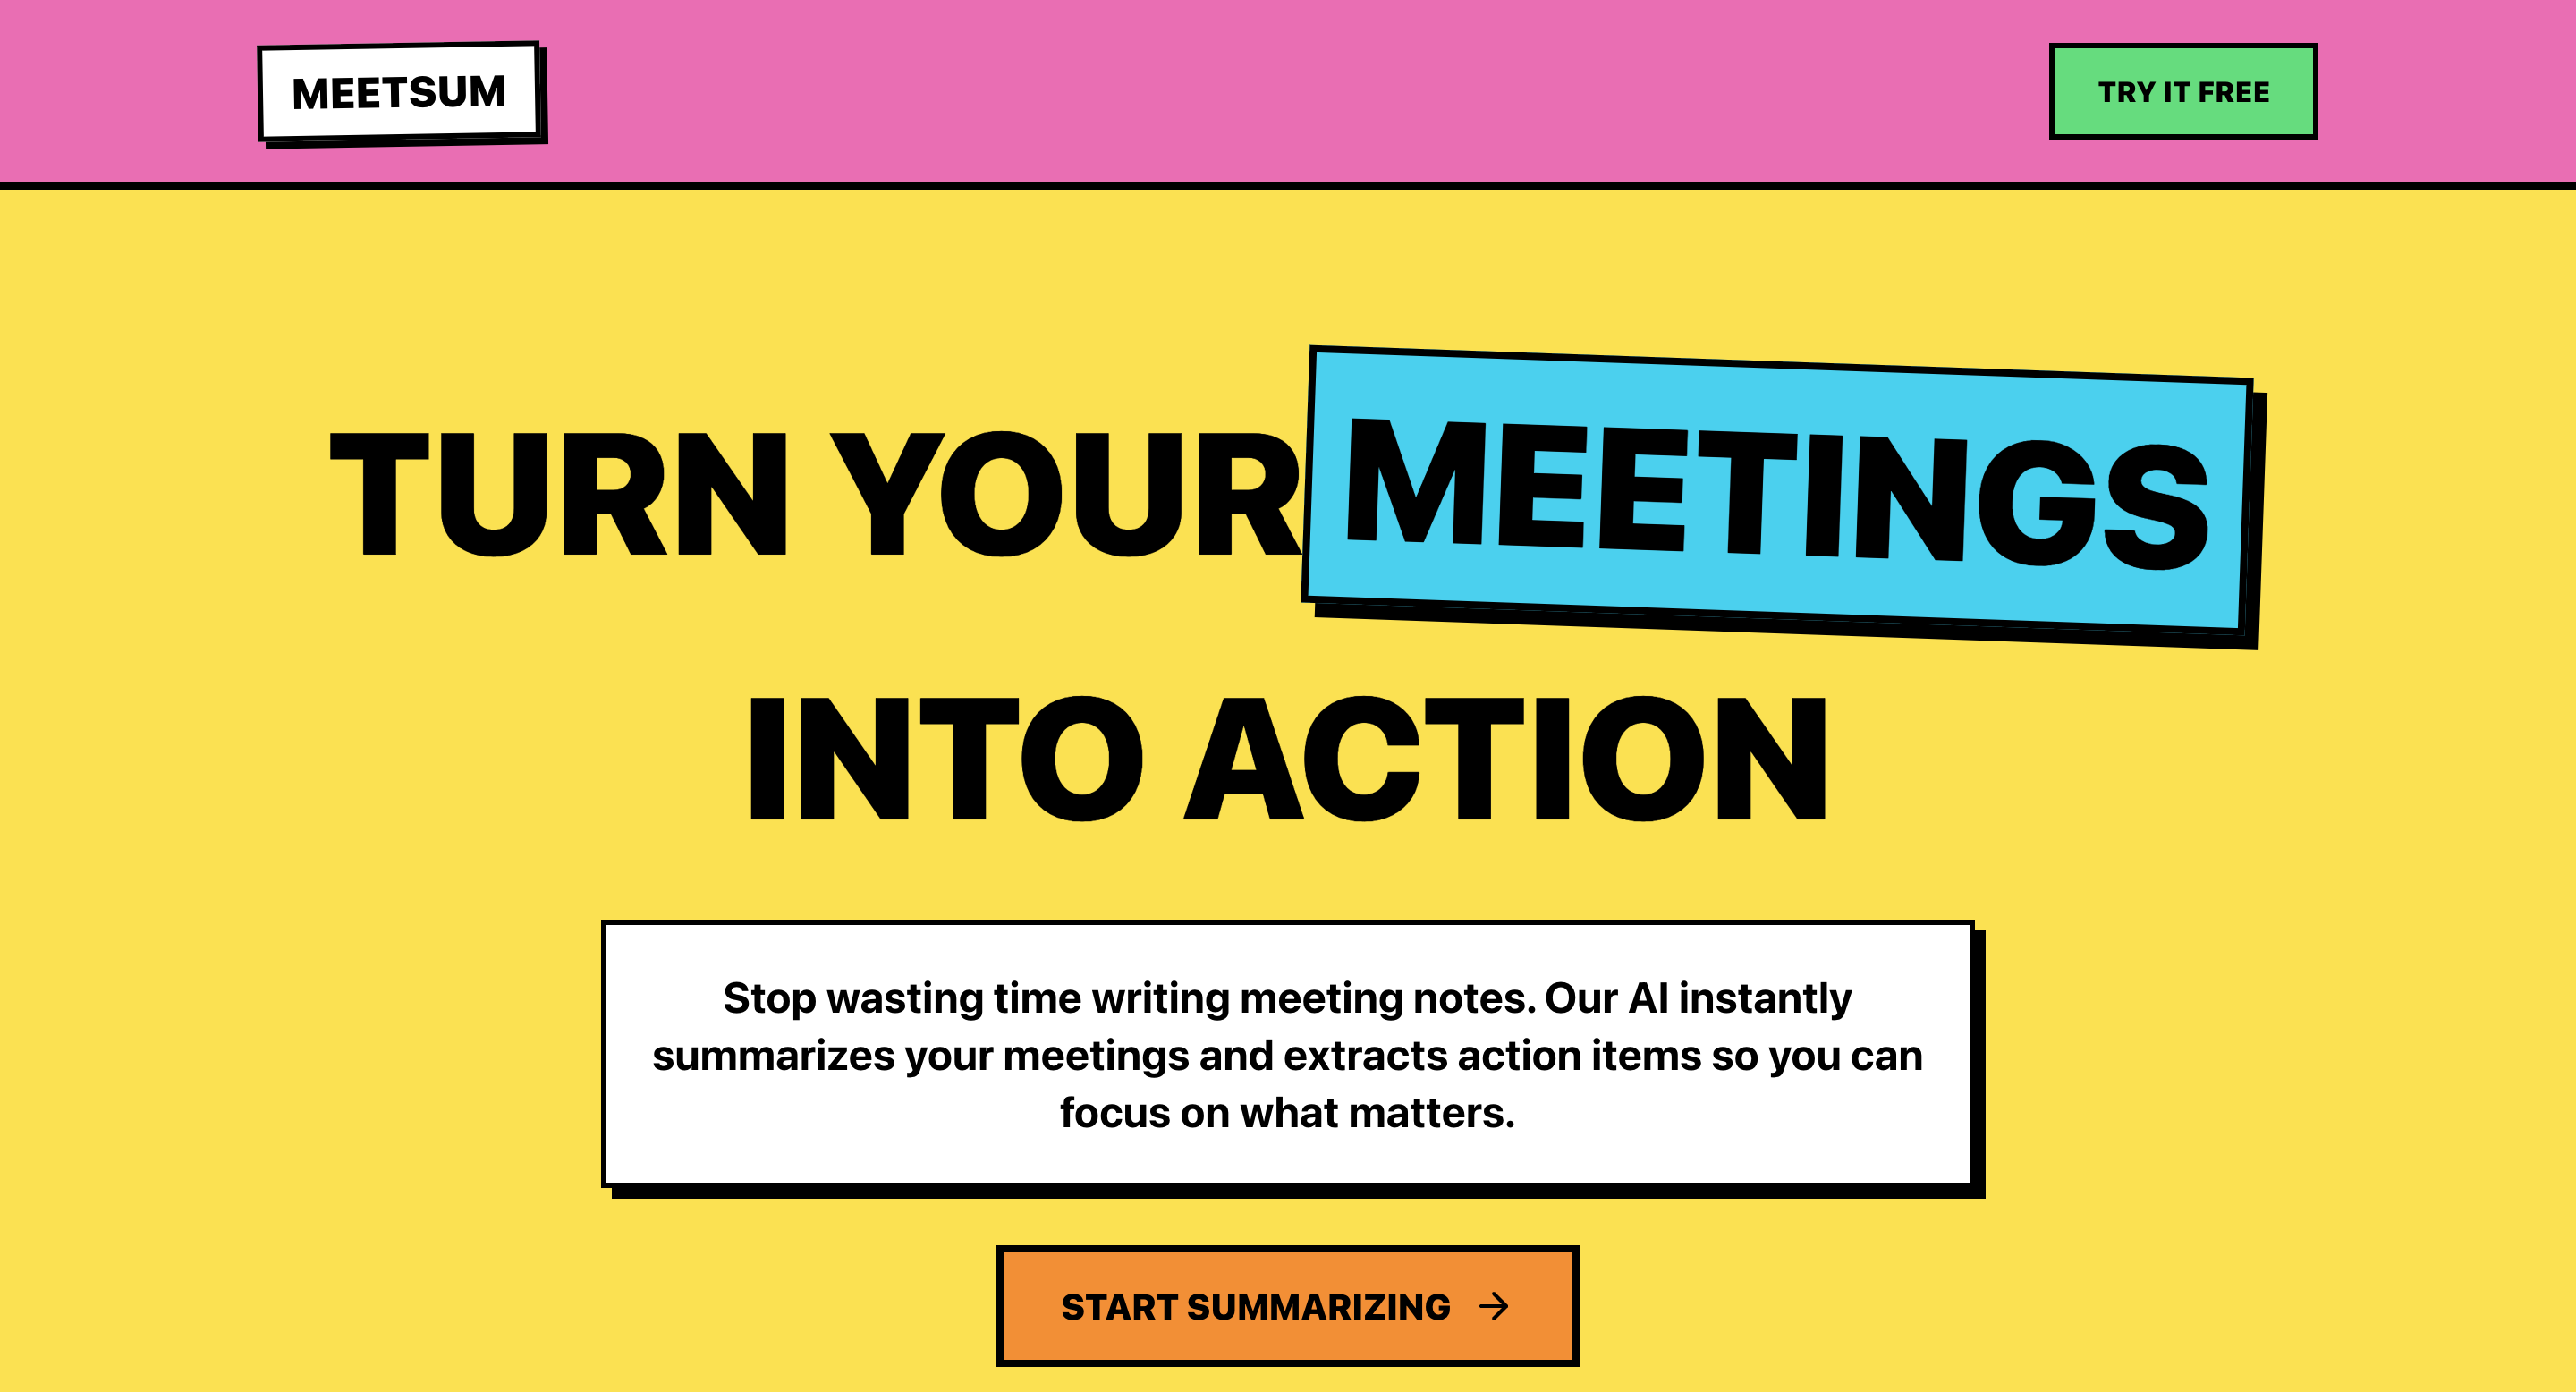 MEETSUM
TRY IT FREE
TURN YOUR MEETINGS
INTO ACTION
Stop wasting time writing meeting notes. Our AI instantly
summarizes your meetings and extracts action items so you can
focus on what matters.
START SUMMARIZING →